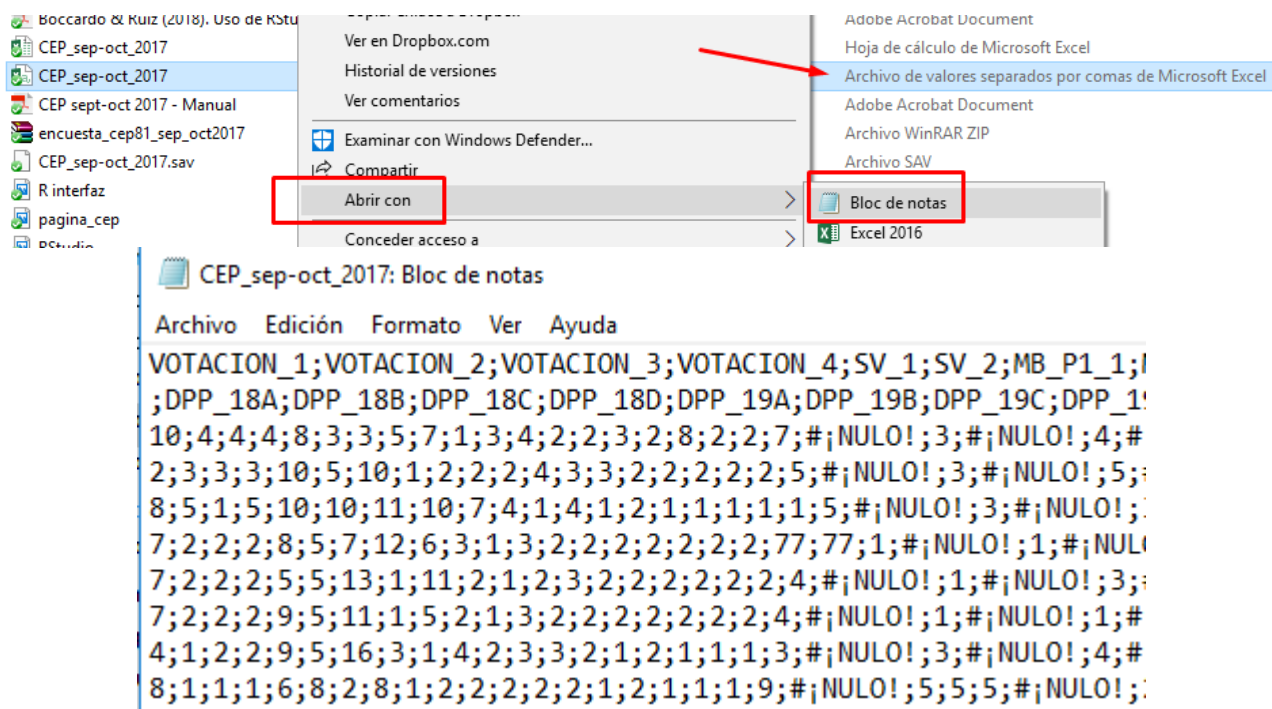 Boccardo & Ruiz (2018). Uso de RStu
CEP_sep-oct_2017
CEP_sep-oct_2017
CEP sept-oct 2017 - Manual
encuesta_cep81_sep_oct2017
CEP_sep-oct_2017.sav
R interfaz
pagina_cep
RStudio
Copiar enlace a Dropbox
Ver en Dropbox.com
Historial de versiones
Ver comentarios
Examinar con Windows Defender...
Compartir
Abrir con
Conceder acceso a
Adobe Acrobat Document
Hoja de cálculo de Microsoft Excel
Archivo de valores separados por comas de Microsoft Excel
Adobe Acrobat Document
Archivo WinRAR ZIP
Archivo SAV
Bloc de notas
Excel 2016
CEP_sep-oct_2017: Bloc de notas
Archivo Edición Formato Ver Ayuda
VOTACION_1;VOTACION_2;VOTACION_3;VOTACION_4;SV_1;SV_2;MB_P1_1;
;DPP_18A;DPP_18B;DPP_18C;DPP_18D;DPP_19A;DPP_19B;DPP_19C;DPP_19
10;4;4;4;8;3;3;5;7;1;3;4;2;2;3;2;8;2;2;7;#¡NULO!;3;#¡NULO!;4;#
2;3;3;3;10;5;10;1;2;2;2;4;3;3;2;2;2;2;2;5;#¡NULO!;3;#¡NULO!;5;
8;5;1;5;10;10;11;10;7;4;1;4;1;2;1;1;1;1;1;5;#¡NULO!;3;#¡NULO!;
7;2;2;2;8;5;7;12;6;3;1;3;2;2;2;2;2;2;2;77;77;1;#¡NULO!;1;#¡NUL
7;2;2;2;5;5;13;1;11;2;1;2;3;2;2;2;2;2;2;4;#¡NULO!;1;#¡NULO!;3;
7;2;2;2;9;5;11;1;5;2;1;3;2;2;2;2;2;2;2;4;#¡NULO!;1;#¡NULO!;1;#
4;1;2;2;9;5;16;3;1;4;2;3;3;2;1;2;1;1;1;3;#¡NULO!;3;#¡NULO!;4;#
8;1;1;1;6;8;2;8;1;2;2;2;2;2;1;2;1;1;1;9;#¡NULO!;5;5;5;#¡NULO!;